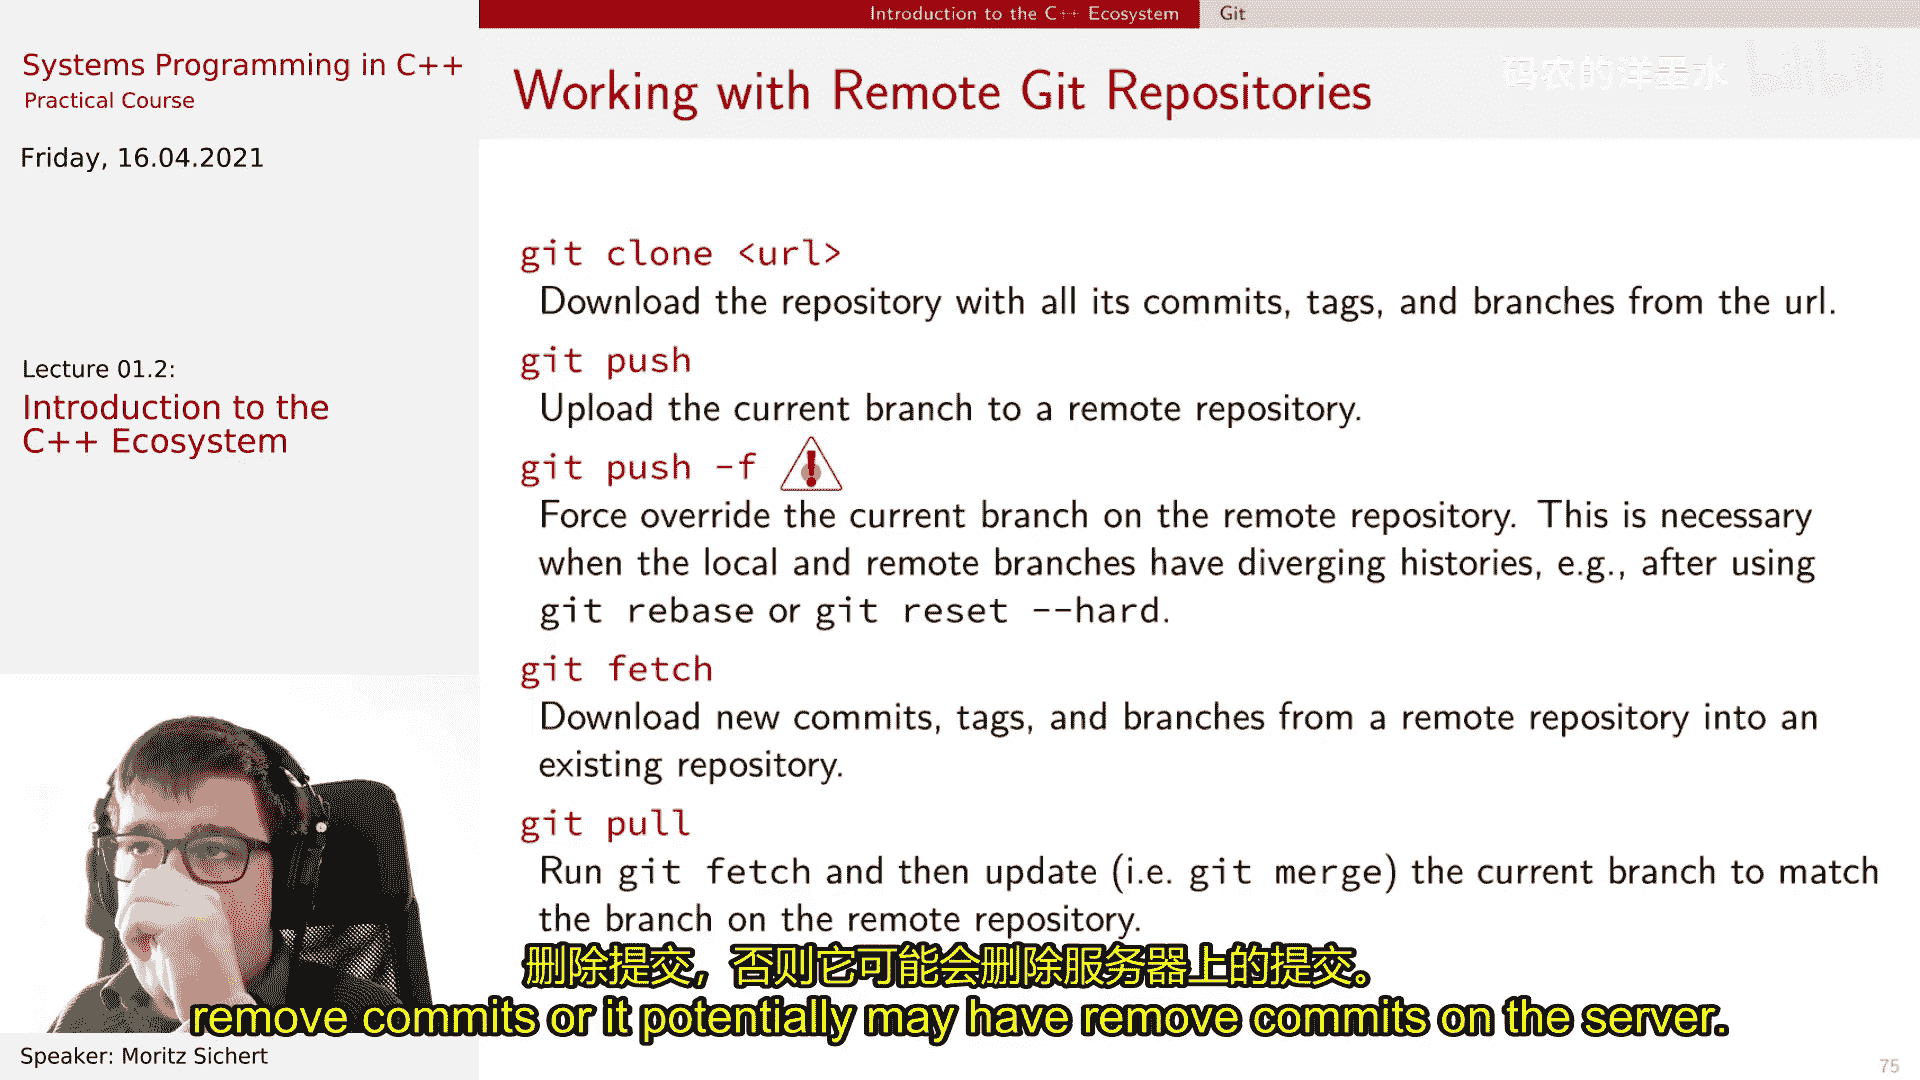 Introduction to the C++ Ecosystem
Git
Systems Programming in C++
Practical Course
Friday, 16.04.2021
Working with Remote Git Repositories
码农的洋墨水
bilibili
Lecture 01.2:
Introduction to the
C++ Ecosystem
git clone <url>
Download the repository with all its commits, tags, and branches from the url.
git push
Upload the current branch to a remote repository.
git push -f
Force override the current branch on the remote repository. This is necessary
when the local and remote branches have diverging histories, e.g., after using
git rebase or git reset --hard.
git fetch
Download new commits, tags, and branches from a remote repository into an
existing repository.
git pull
Run git fetch and then update (i.e. git merge) the current branch to match
the branch on the remote repository.
删除提交，否则它可能会删除服务器上的提交。
remove commits or it potentially may have remove commits on the server.
Speaker: Moritz Sichert
75